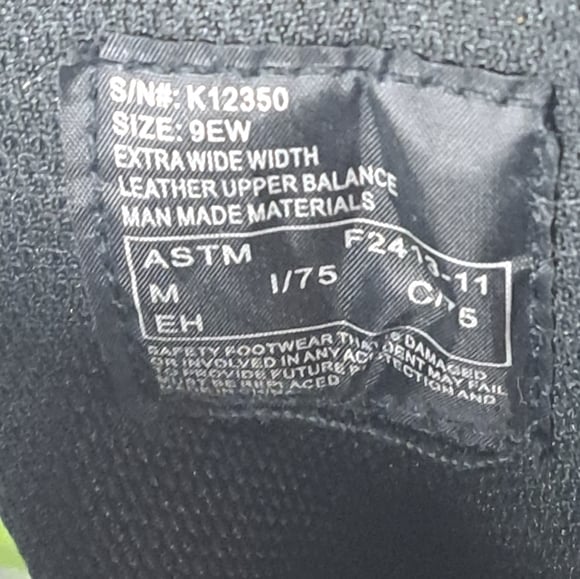 S/N#: K12350
SIZE: 9EW
EXTRA WIDE WIDTH
LEATHER UPPER BALANCE
MAN MADE MATERIALS
ASTM F2413-11
M I/75 C/75
EH
SAFETY FOOTWEAR THAT IS DAMAGED
OR INVOLVED IN ANY ACCIDENT MAY FAIL
TO PROVIDE FUTURE PROTECTION AND
MUST BE REPLACED